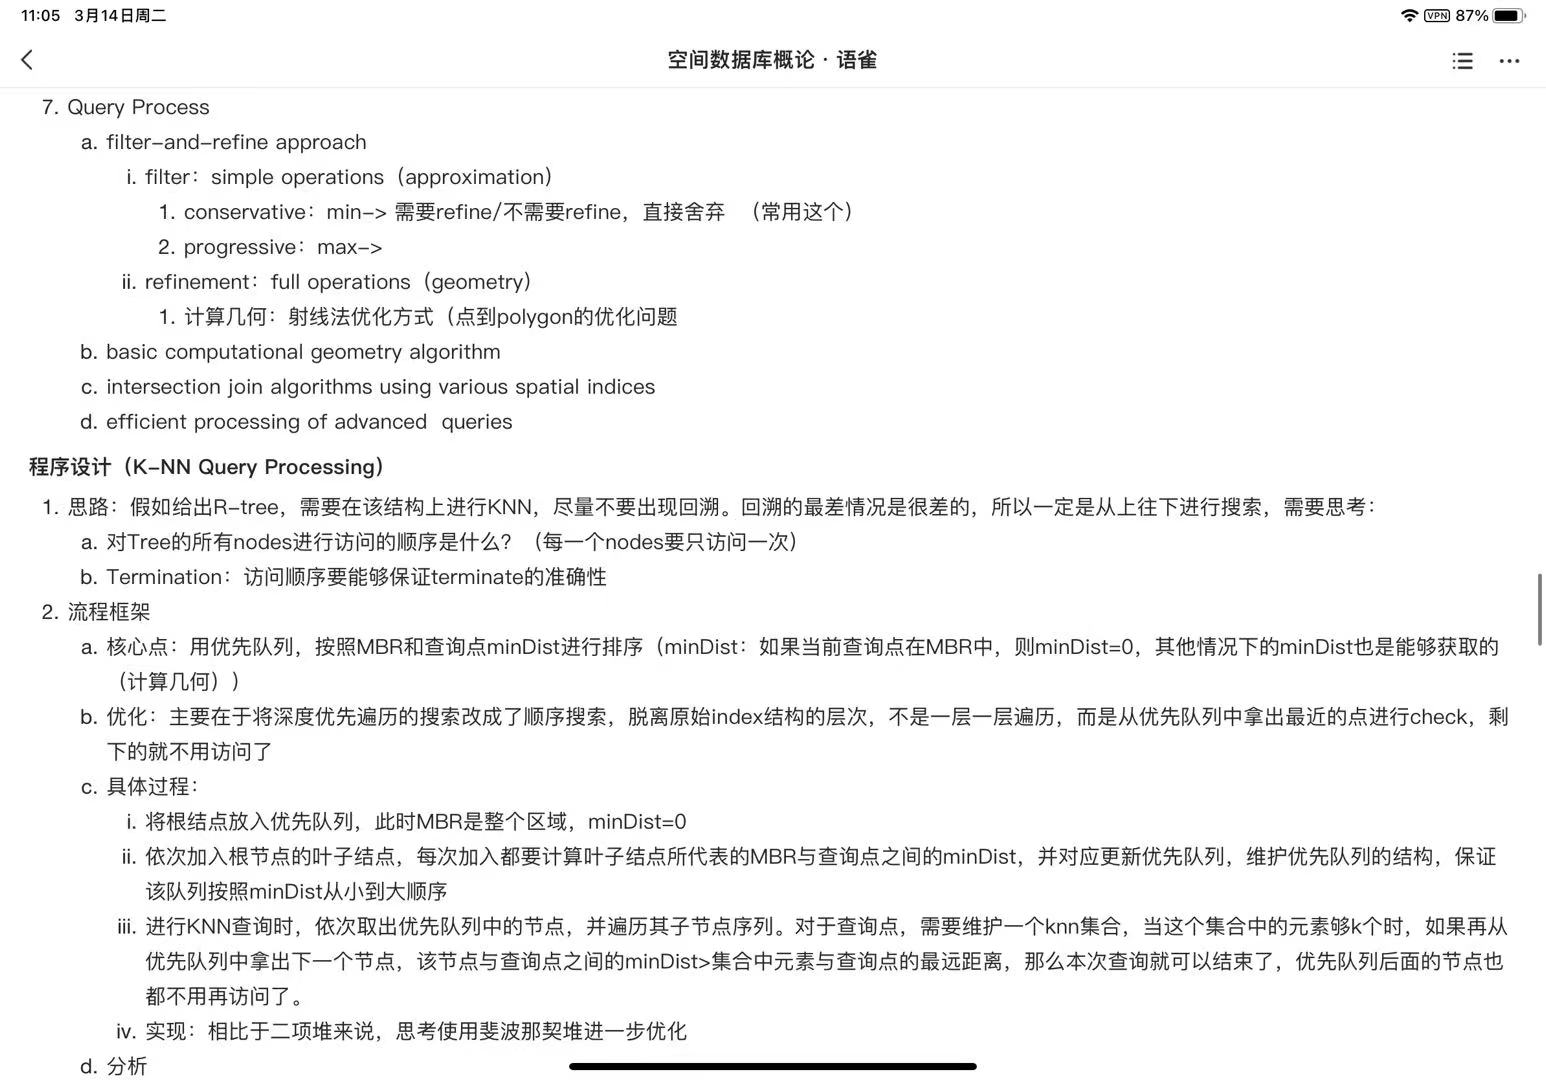 11:05 3月14日周二
VPN 87%
空间数据库概论 · 语雀
7. Query Process
a. filter-and-refine approach
i. filter：simple operations（approximation）
1. conservative：min-> 需要refine/不需要refine，直接舍弃 （常用这个）
2. progressive：max->
ii. refinement：full operations（geometry）
1. 计算几何：射线法优化方式（点到polygon的优化问题
b. basic computational geometry algorithm
c. intersection join algorithms using various spatial indices
d. efficient processing of advanced queries
程序设计（K-NN Query Processing）
1. 思路：假如给出R-tree，需要在该结构上进行KNN，尽量不要出现回溯。回溯的最差情况是很差的，所以一定是从上往下进行搜索，需要思考：
a. 对Tree的所有nodes进行访问的顺序是什么？（每一个nodes要只访问一次）
b. Termination：访问顺序要能够保证terminate的准确性
2. 流程框架
a. 核心点：用优先队列，按照MBR和查询点minDist进行排序（minDist：如果当前查询点在MBR中，则minDist=0，其他情况下的minDist也是能够获取的
（计算几何））
b. 优化：主要在于将深度优先遍历的搜索改成了顺序搜索，脱离原始index结构的层次，不是一层一层遍历，而是从优先队列中拿出最近的点进行check，剩
下的就不用访问了
c. 具体过程：
i. 将根结点放入优先队列，此时MBR是整个区域，minDist=0
ii. 依次加入根节点的叶子结点，每次加入都要计算叶子结点所代表的MBR与查询点之间的minDist，并对应更新优先队列，维护优先队列的结构，保证
该队列按照minDist从小到大顺序
iii. 进行KNN查询时，依次取出优先队列中的节点，并遍历其子节点序列。对于查询点，需要维护一个knn集合，当这个集合中的元素够k个时，如果再从
优先队列中拿出下一个节点，该节点与查询点之间的minDist>集合中元素与查询点的最远距离，那么本次查询就可以结束了，优先队列后面的节点也
都不用再访问了。
iv. 实现：相比于二项堆来说，思考使用斐波那契堆进一步优化
d. 分析